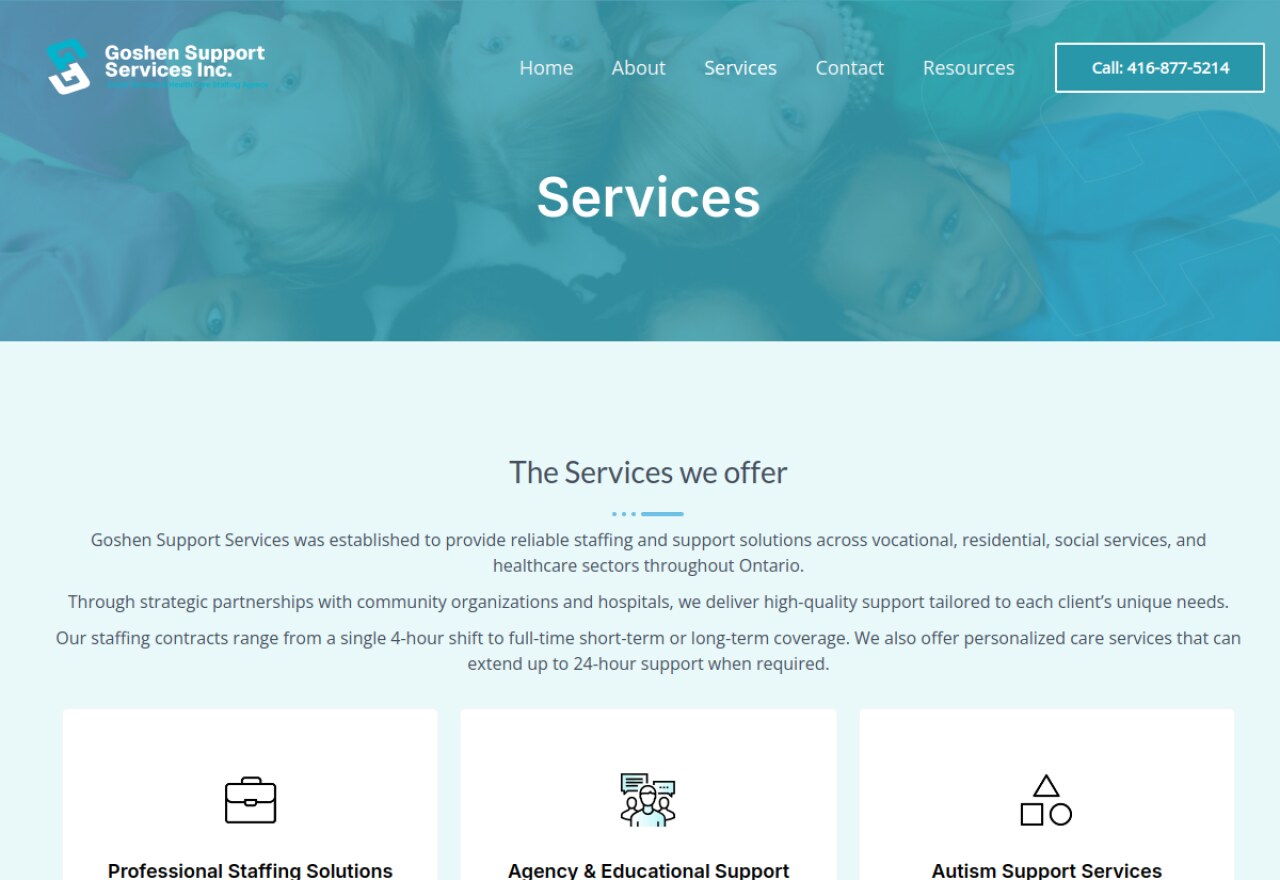 Goshen Support
Services Inc.
Home
About
Services
Contact
Resources
Call: 416-877-5214
Services
The Services we offer
Goshen Support Services was established to provide reliable staffing and support solutions across vocational, residential, social services, and
healthcare sectors throughout Ontario.
Through strategic partnerships with community organizations and hospitals, we deliver high-quality support tailored to each client’s unique needs.
Our staffing contracts range from a single 4-hour shift to full-time short-term or long-term coverage. We also offer personalized care services that can
extend up to 24-hour support when required.
Professional Staffing Solutions
Agency & Educational Support
Autism Support Services